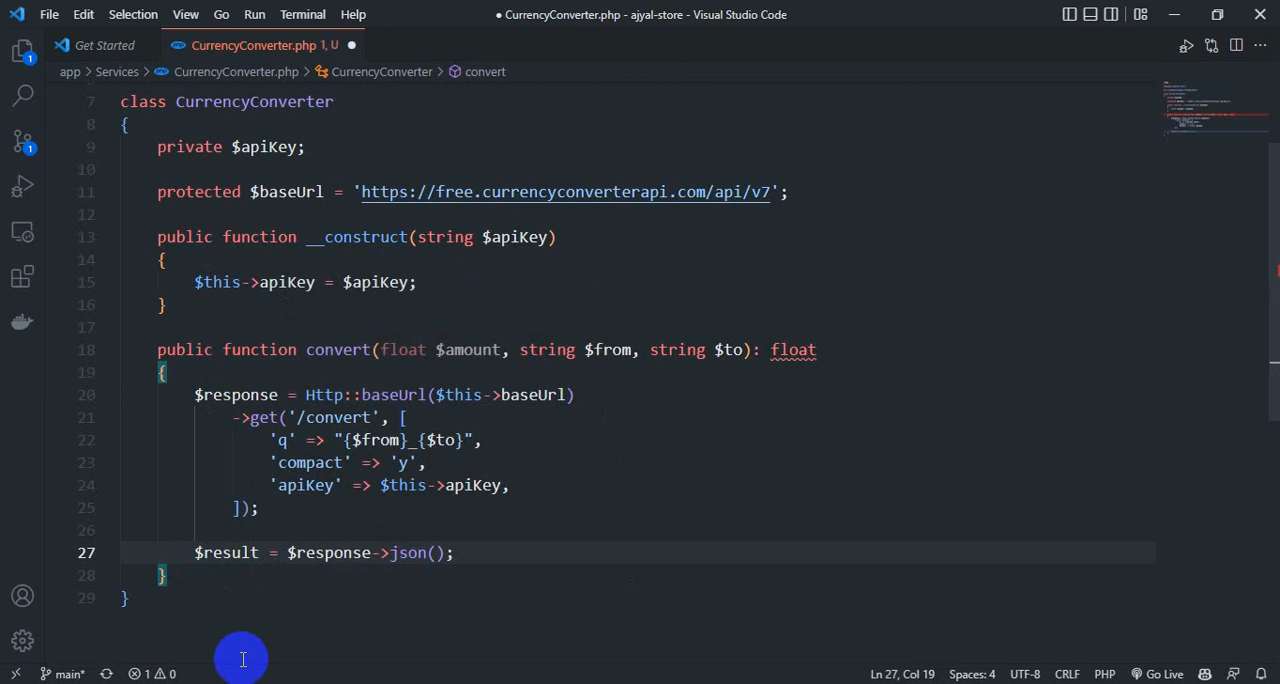 File Edit Selection View Go Run Terminal Help ● CurrencyConverter.php - ajyal-store - Visual Studio Code
Get Started CurrencyConverter.php 1, U ●
app > Services > CurrencyConverter.php > CurrencyConverter > convert
7 class CurrencyConverter
8 {
9 private $apiKey;
10
11 protected $baseUrl = 'https://free.currencyconverterapi.com/api/v7';
12
13 public function __construct(string $apiKey)
14 {
15 $this->apiKey = $apiKey;
16 }
17
18 public function convert(float $amount, string $from, string $to): float
19 {
20 $response = Http::baseUrl($this->baseUrl)
21 ->get('/convert', [
22 'q' => "{$from}_{$to}",
23 'compact' => 'y',
24 'apiKey' => $this->apiKey,
25 ]);
26
27 $result = $response->json();
28 }
29 }
main* 1 0 Ln 27, Col 19 Spaces: 4 UTF-8 CRLF PHP Go Live